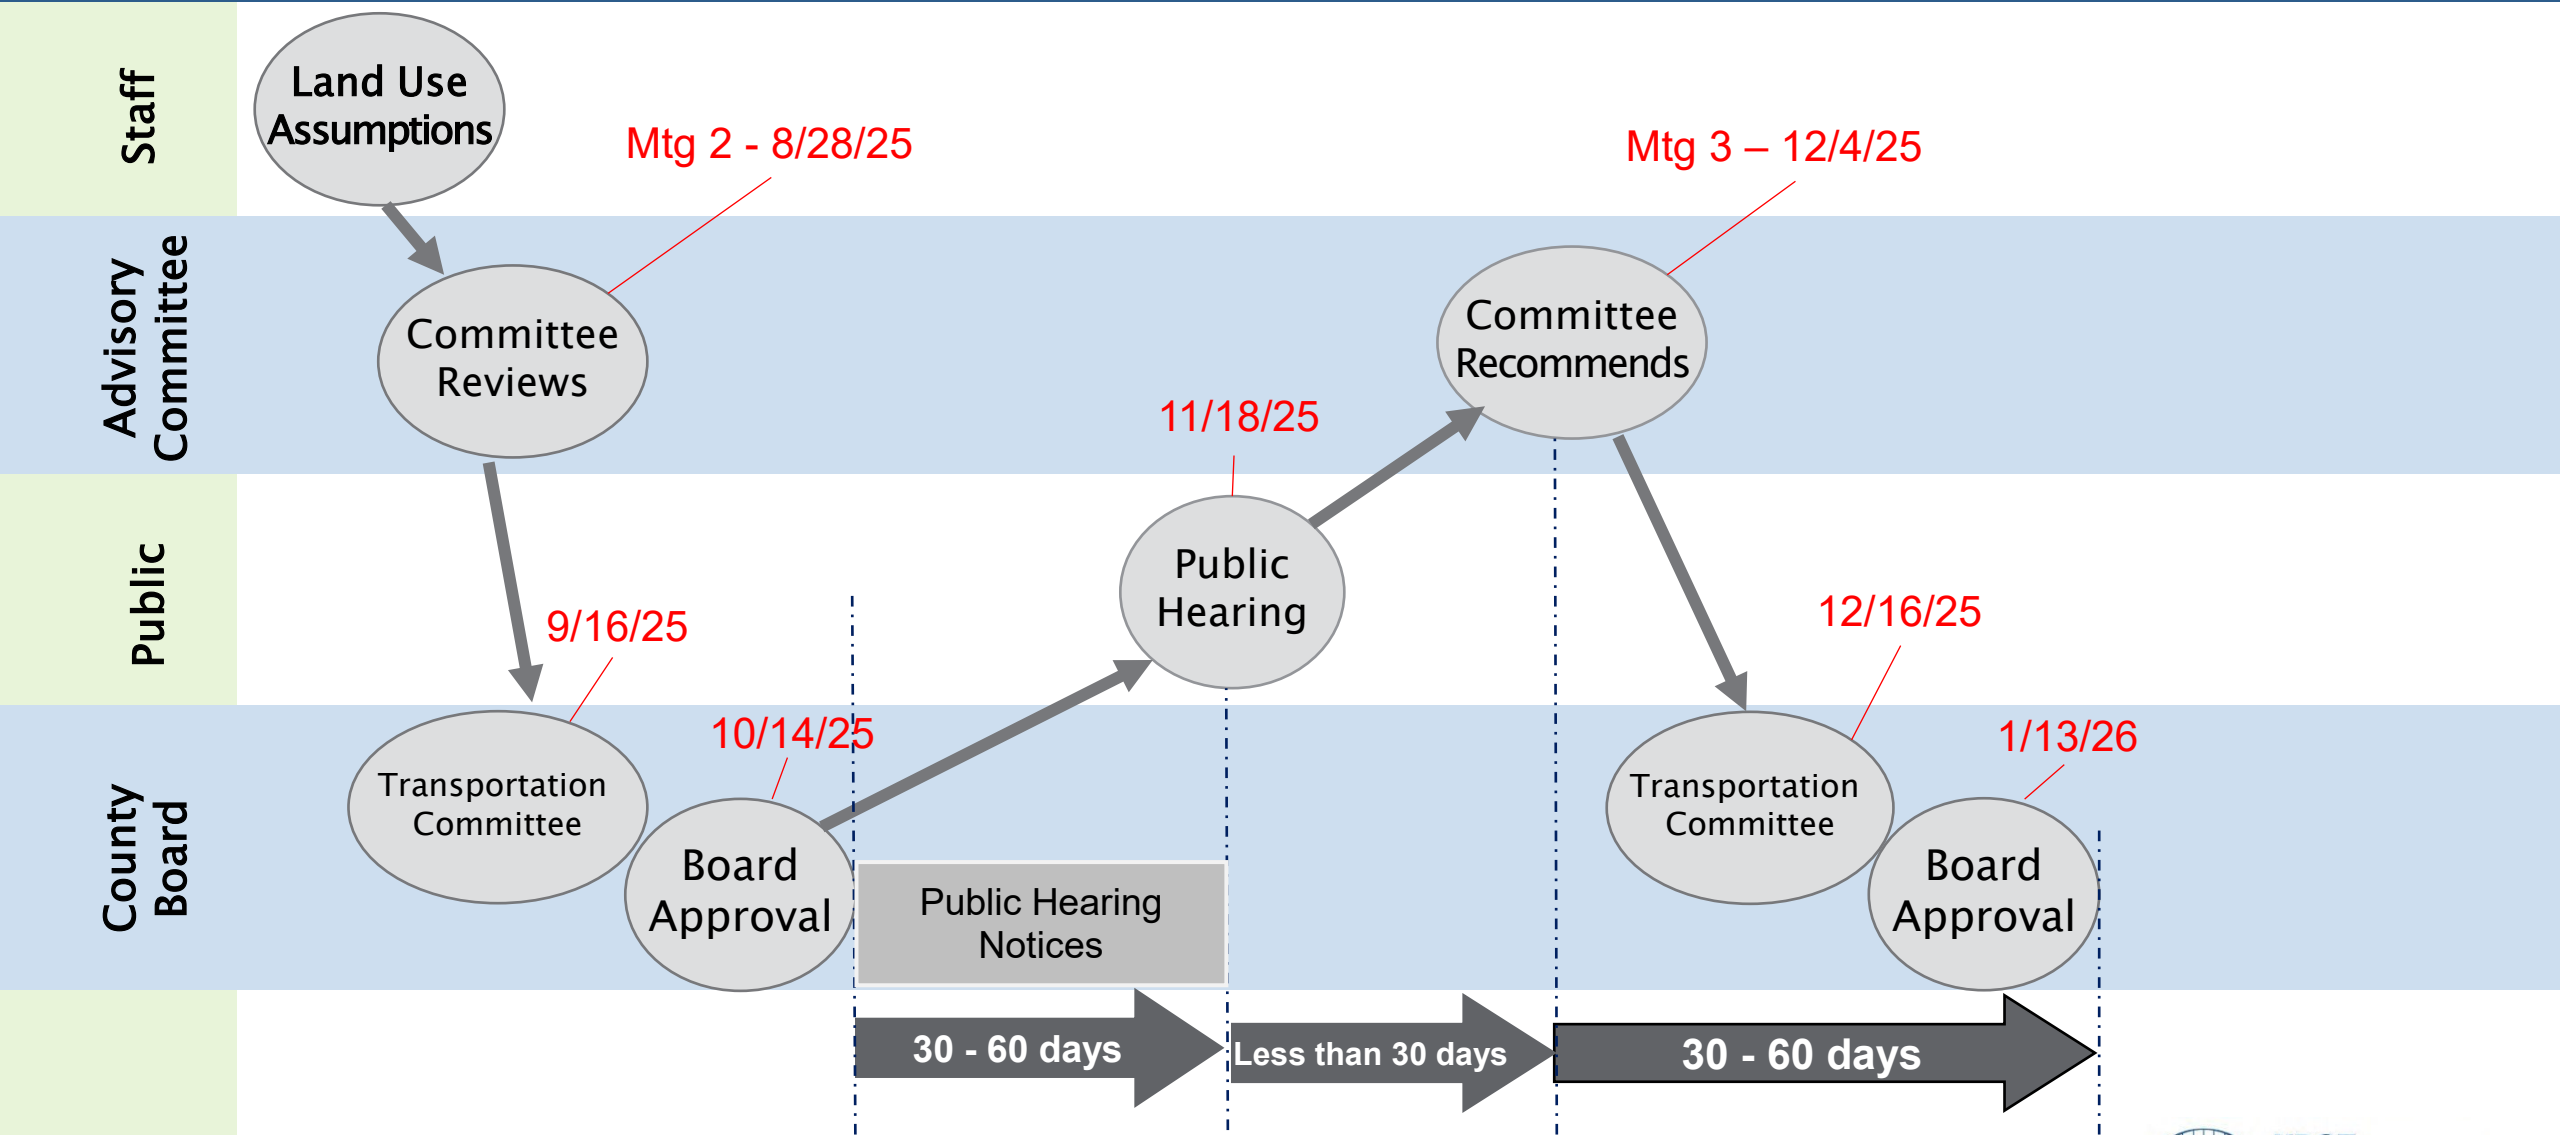 Staff
Land Use
Assumptions
Mtg 2 - 8/28/25
Mtg 3 – 12/4/25
Advisory
Committee
Committee
Reviews
Committee
Recommends
11/18/25
Public
Public
Hearing
9/16/25
12/16/25
County
Board
10/14/25
1/13/26
Transportation
Committee
Board
Approval
Public Hearing
Notices
Transportation
Committee
Board
Approval
30 - 60 days
Less than 30 days
30 - 60 days